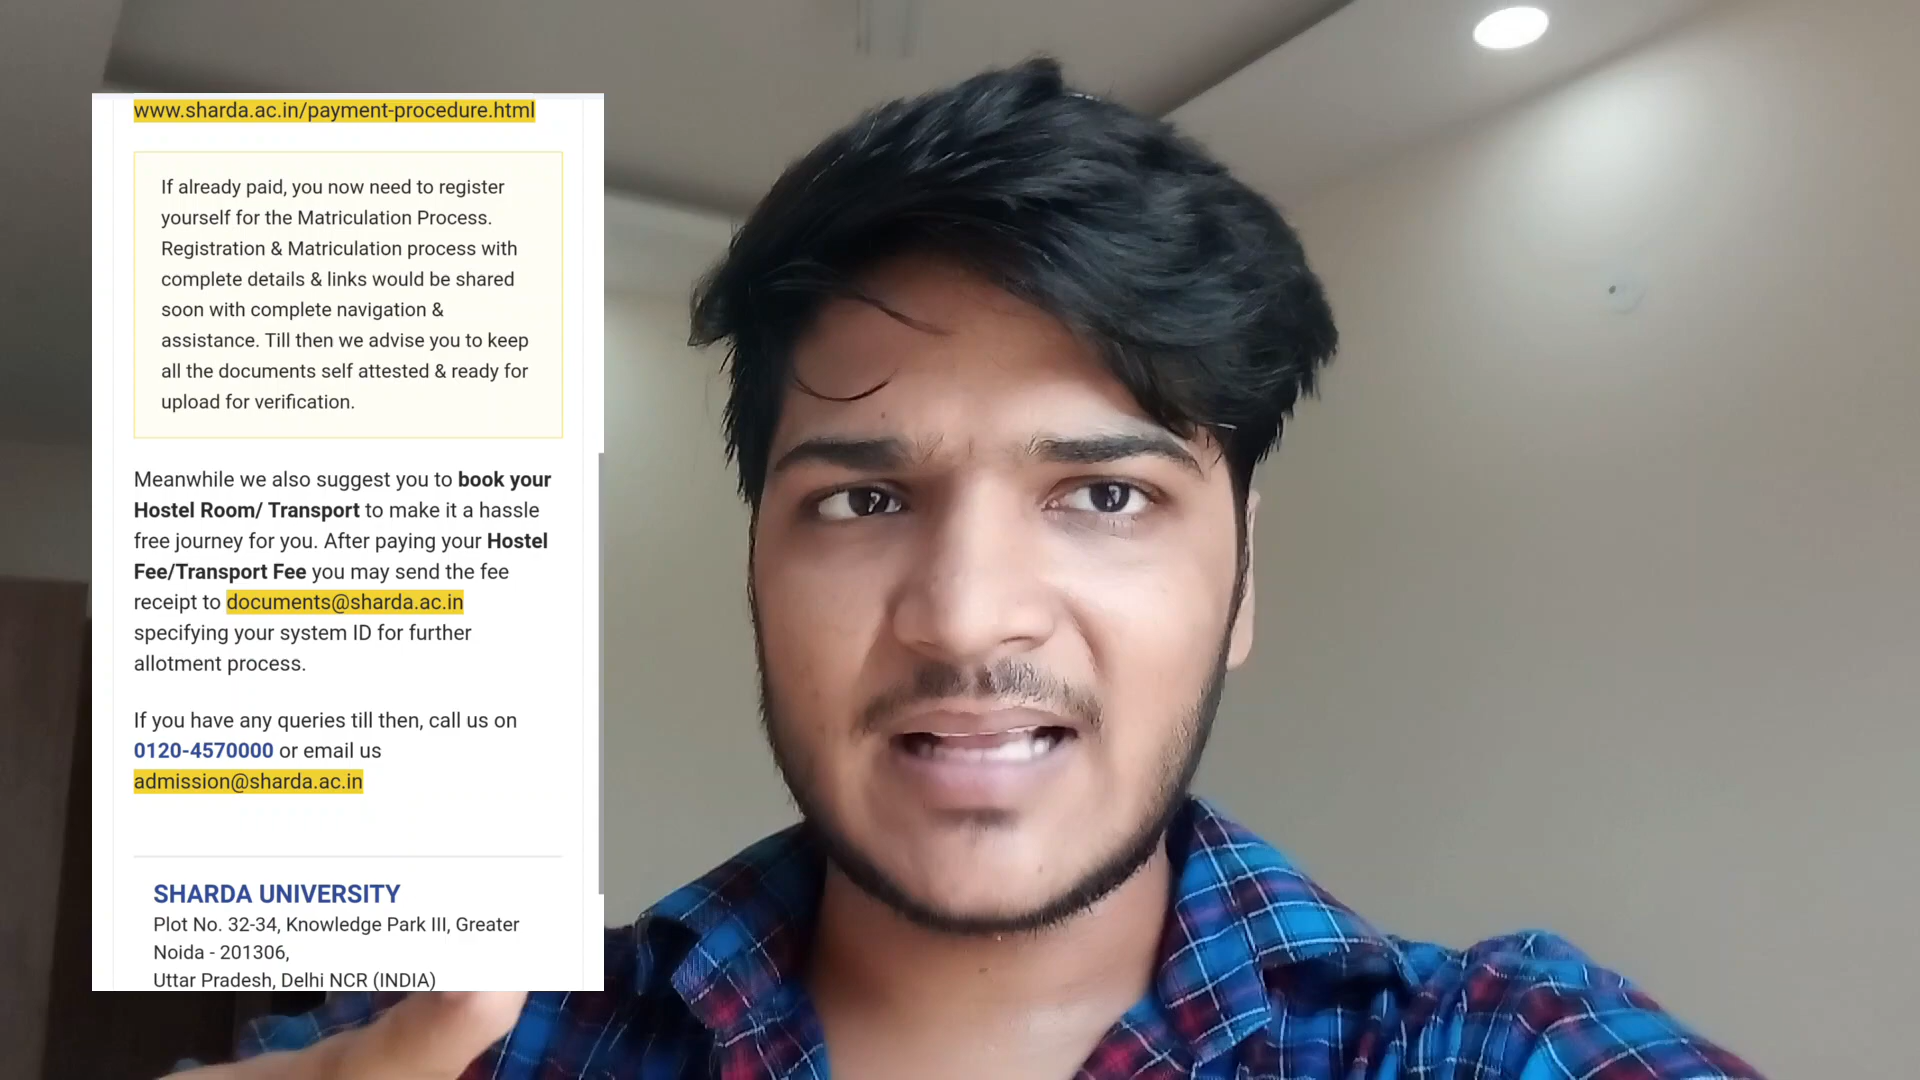 www.sharda.ac.in/payment-procedure.html
If already paid, you now need to register
yourself for the Matriculation Process.
Registration & Matriculation process with
complete details & links would be shared
soon with complete navigation &
assistance. Till then we advise you to keep
all the documents self attested & ready for
upload for verification.
Meanwhile we also suggest you to book your
Hostel Room/ Transport to make it a hassle
free journey for you. After paying your Hostel
Fee/Transport Fee you may send the fee
receipt to documents@sharda.ac.in
specifying your system ID for further
allotment process.
If you have any queries till then, call us on
0120-4570000 or email us
admission@sharda.ac.in
SHARDA UNIVERSITY
Plot No. 32-34, Knowledge Park III, Greater
Noida - 201306,
Uttar Pradesh, Delhi NCR (INDIA)